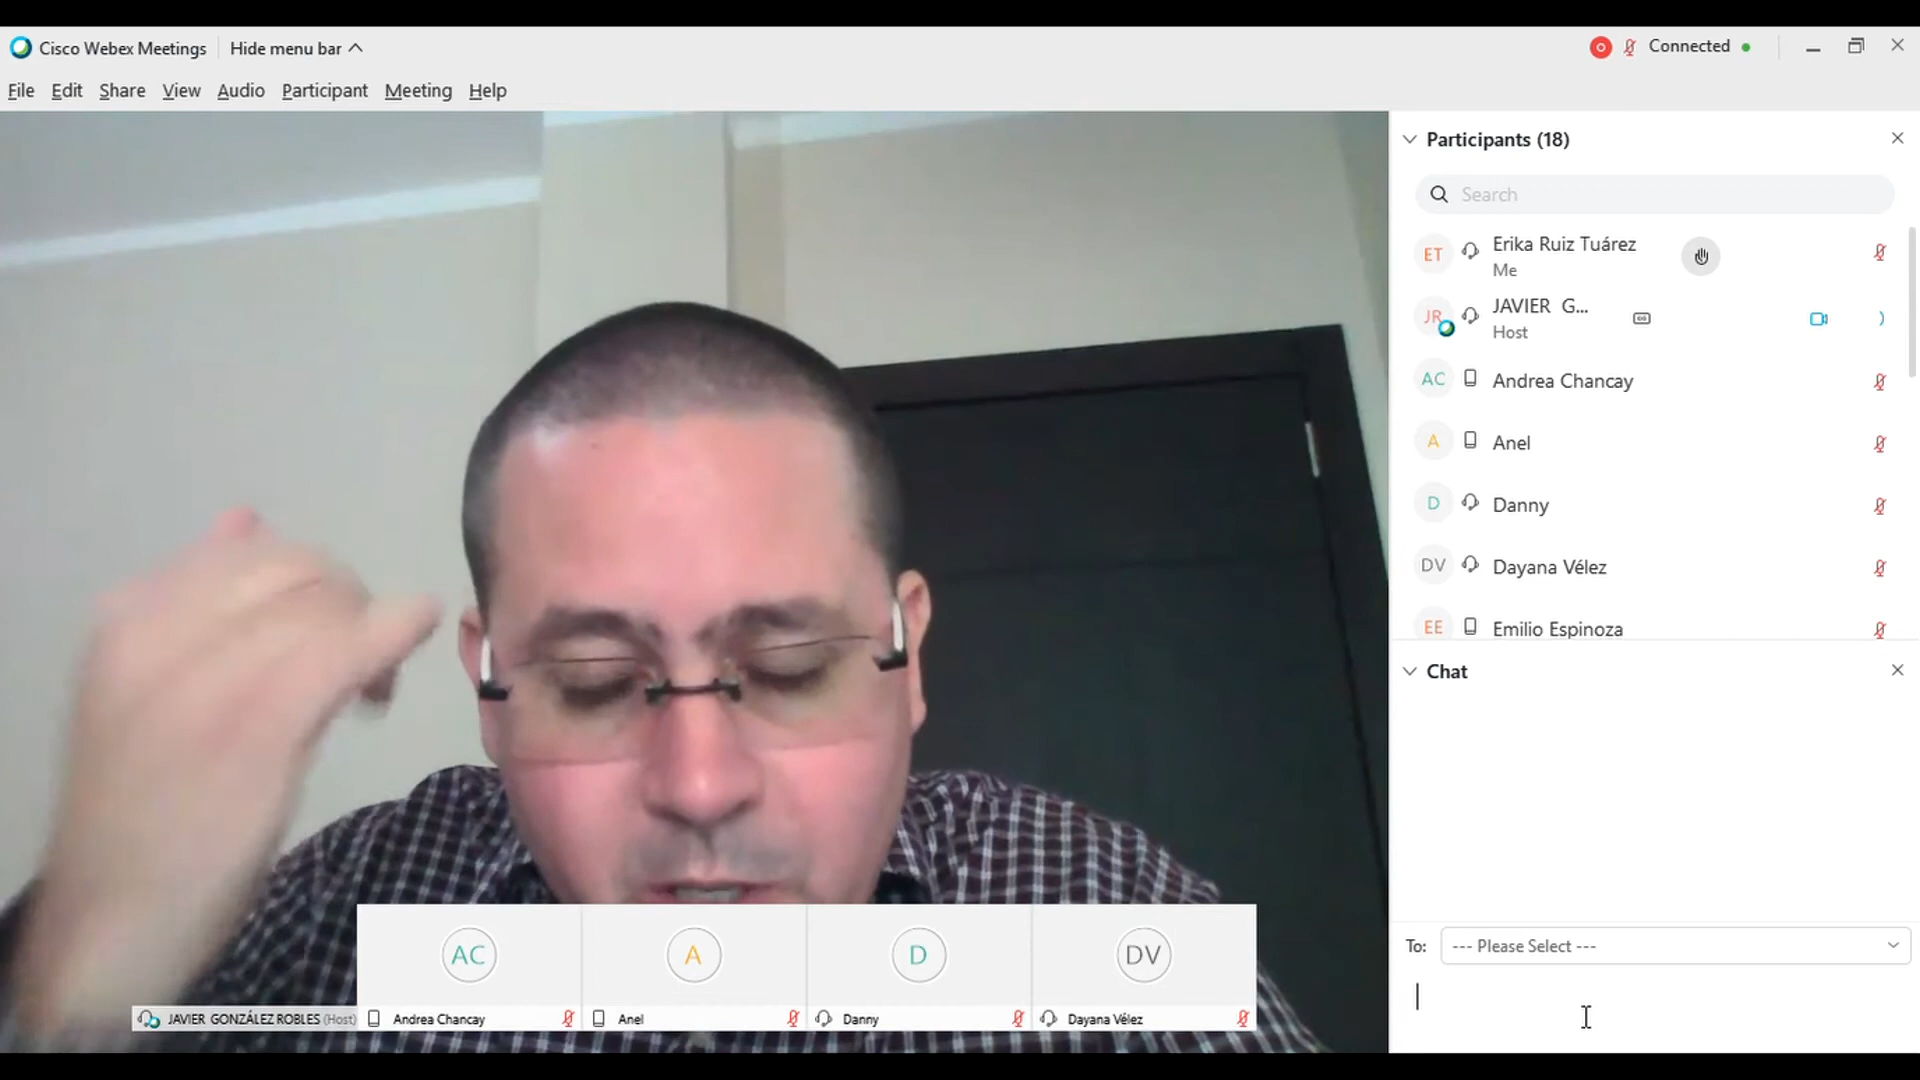 Cisco Webex Meetings Hide menu bar Connected
File Edit Share View Audio Participant Meeting Help
Participants (18)
Search
ET Erika Ruiz Tuárez
Me
JR JAVIER G...
Host
AC Andrea Chancay
A Anel
D Danny
DV Dayana Vélez
EE Emilio Espinoza
Chat
To: --- Please Select ---
AC A D DV
JAVIER GONZÁLEZ ROBLES (Host) Andrea Chancay Anel Danny Dayana Vélez